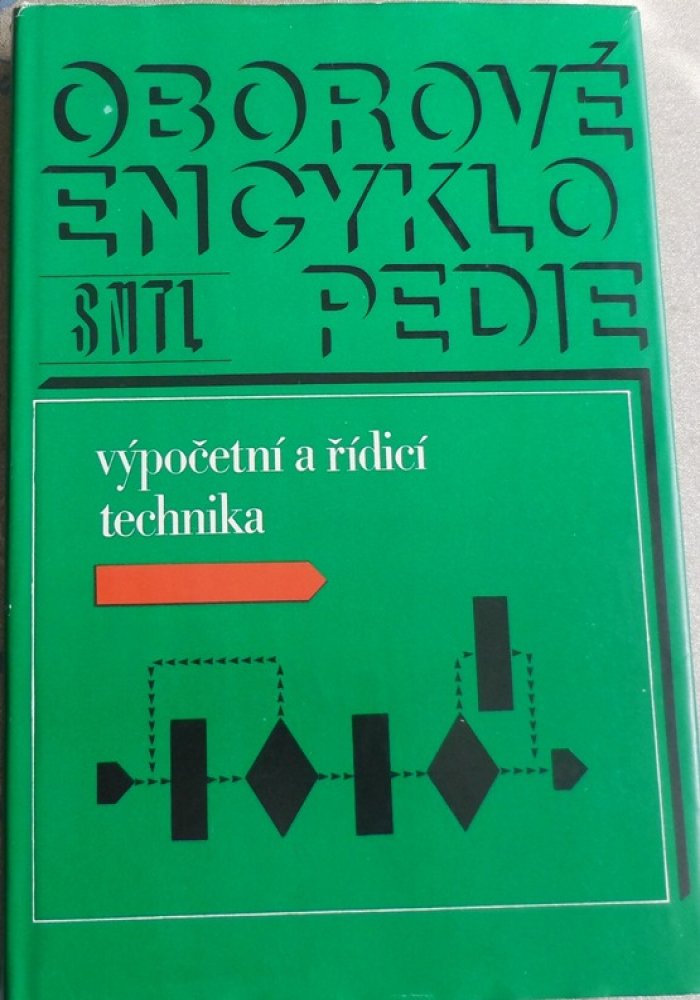 OBOROVÉ
ENCYKLO
SNTL PEDIE
výpočetní a řídicí
technika